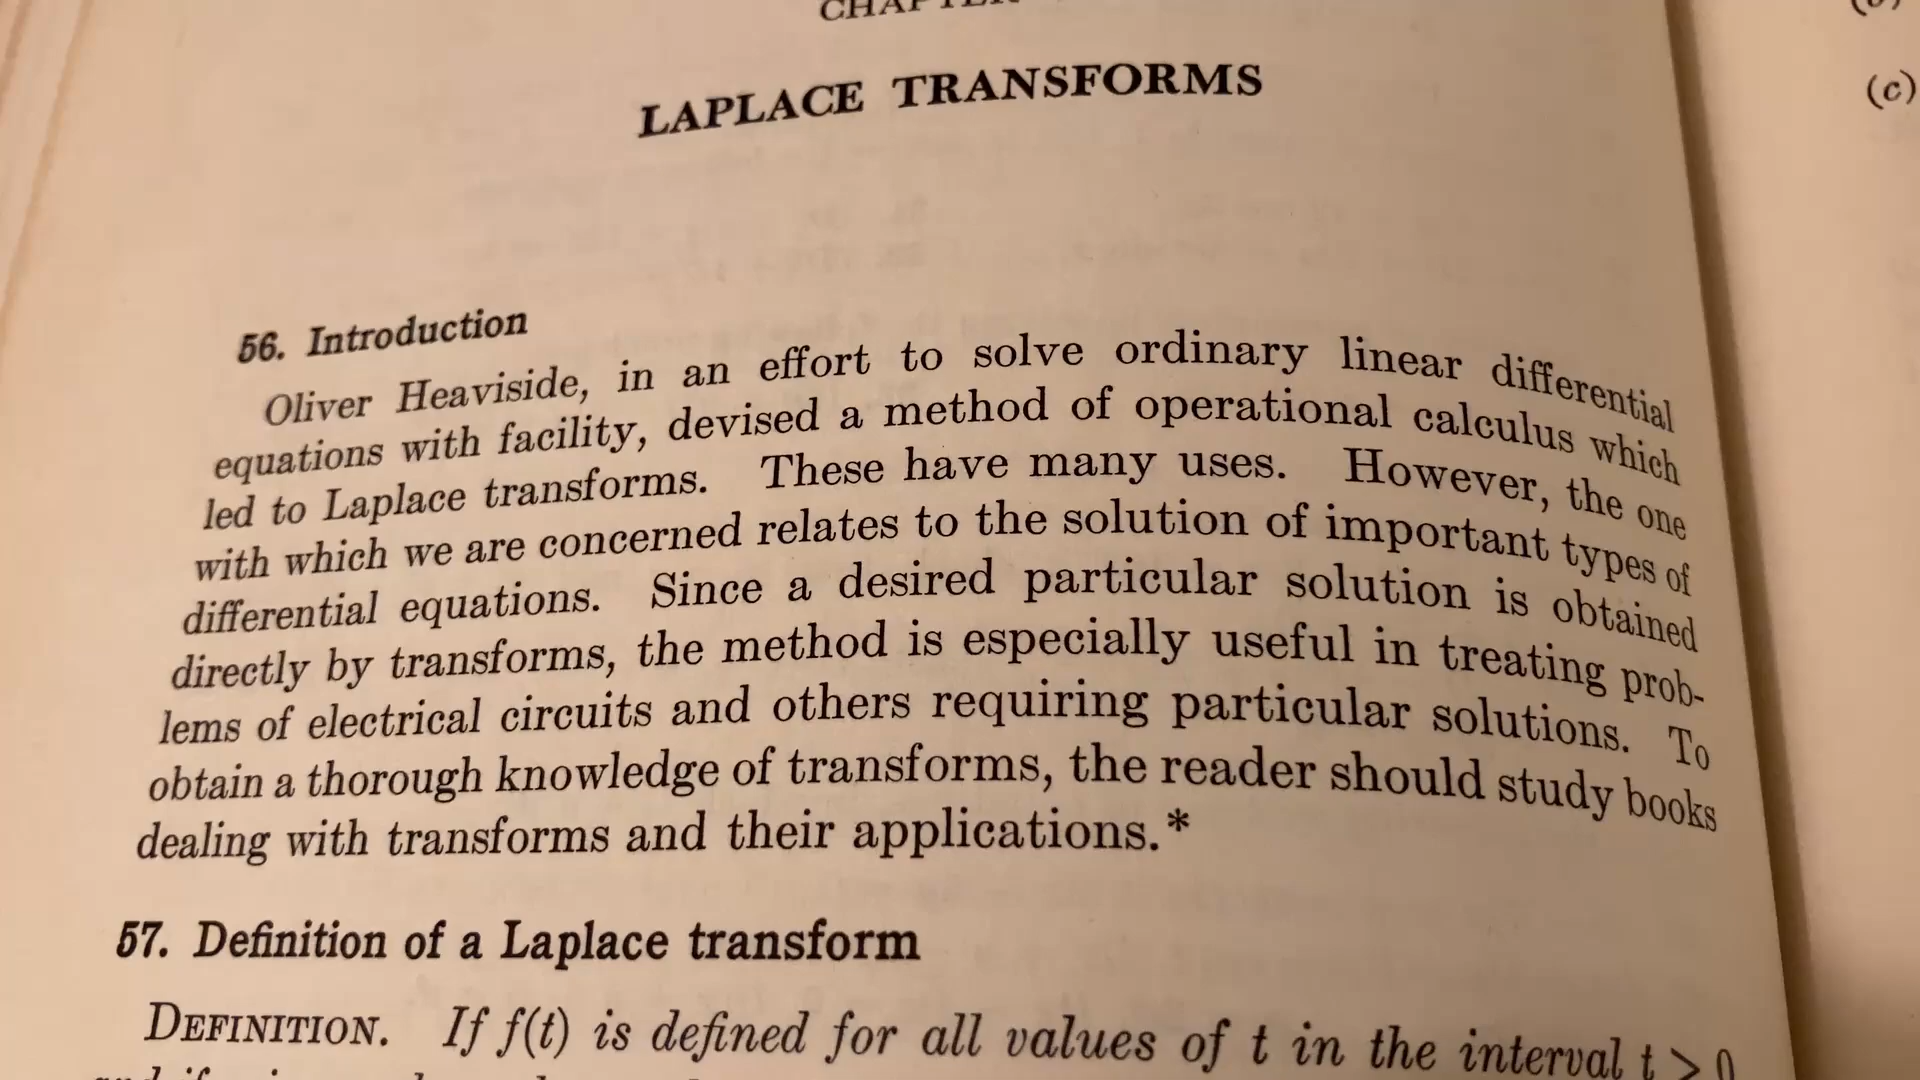 LAPLACE TRANSFORMS
56. Introduction
Oliver Heaviside, in an effort to solve ordinary linear differential
equations with facility, devised a method of operational calculus which
led to Laplace transforms. These have many uses. However, the one
with which we are concerned relates to the solution of important types of
differential equations. Since a desired particular solution is obtained
directly by transforms, the method is especially useful in treating prob-
lems of electrical circuits and others requiring particular solutions. To
obtain a thorough knowledge of transforms, the reader should study books
dealing with transforms and their applications.*
57. Definition of a Laplace transform
DEFINITION. If f(t) is defined for all values of t in the interval t > 0
(c)